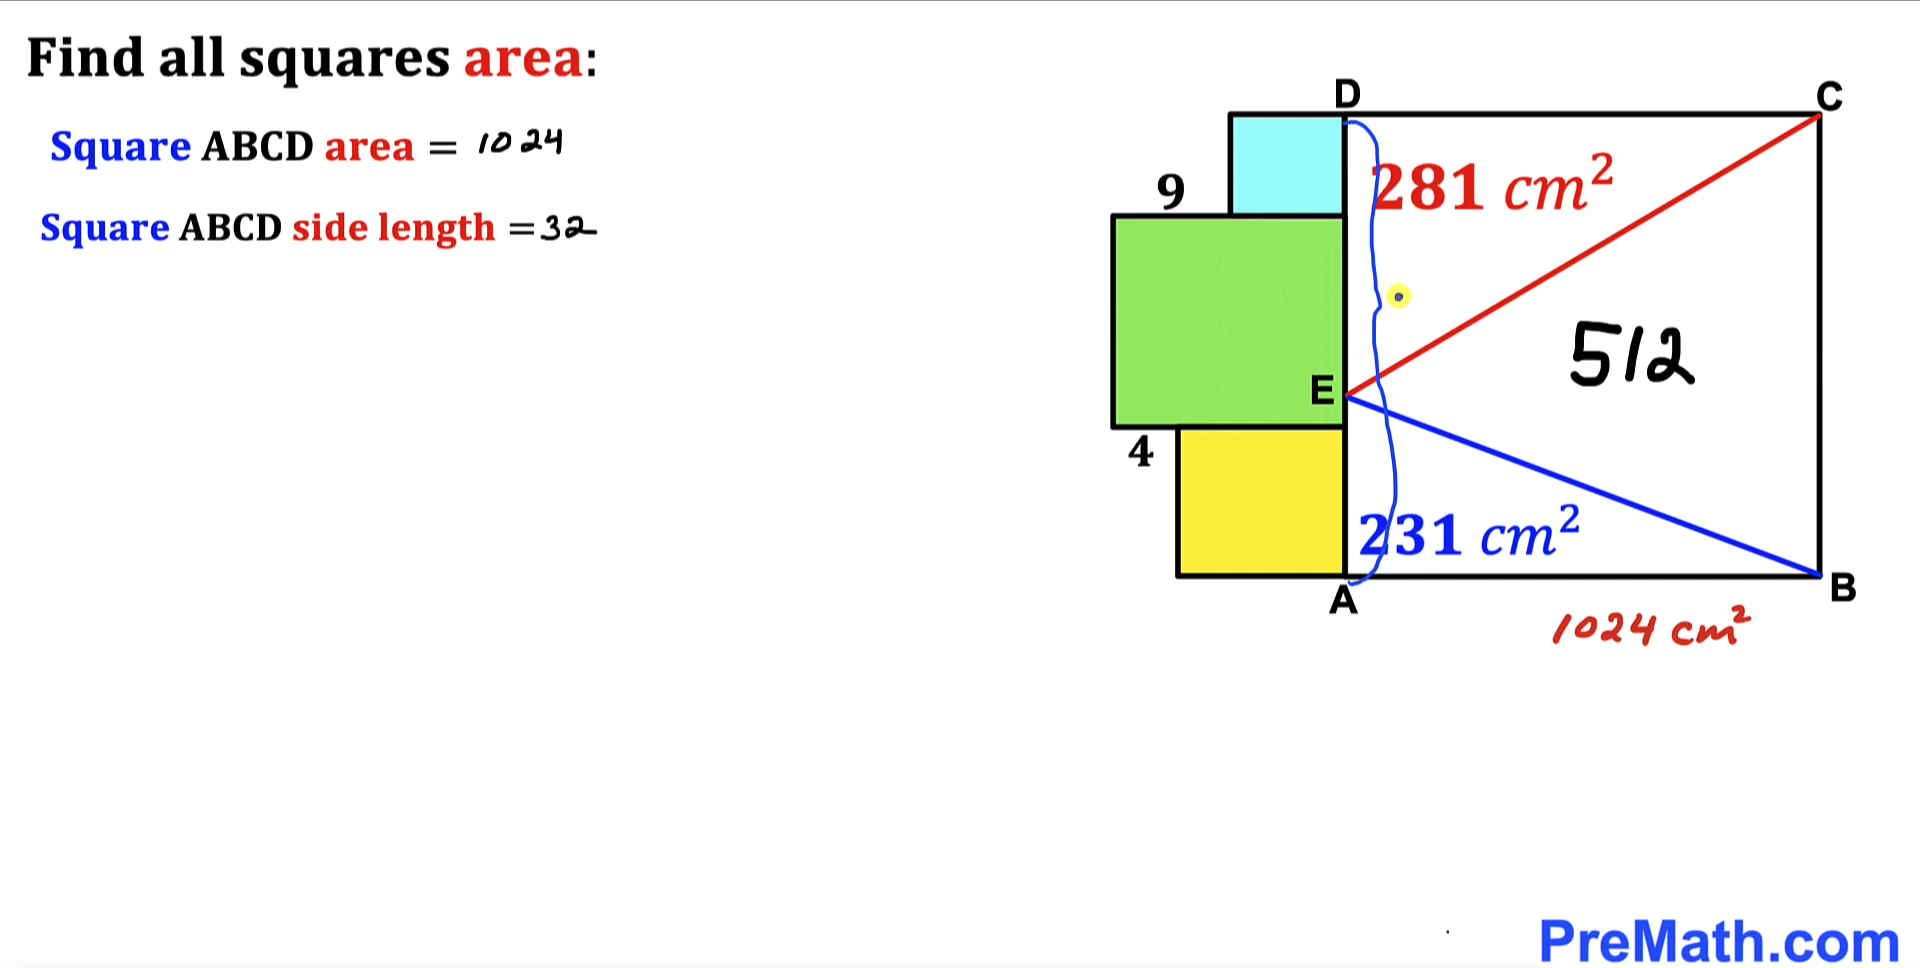 Find all squares area:
Square ABCD area = 1024
Square ABCD side length = 32
D
C
9
281 cm²
512
E
4
231 cm²
A
B
1024 cm²
PreMath.com